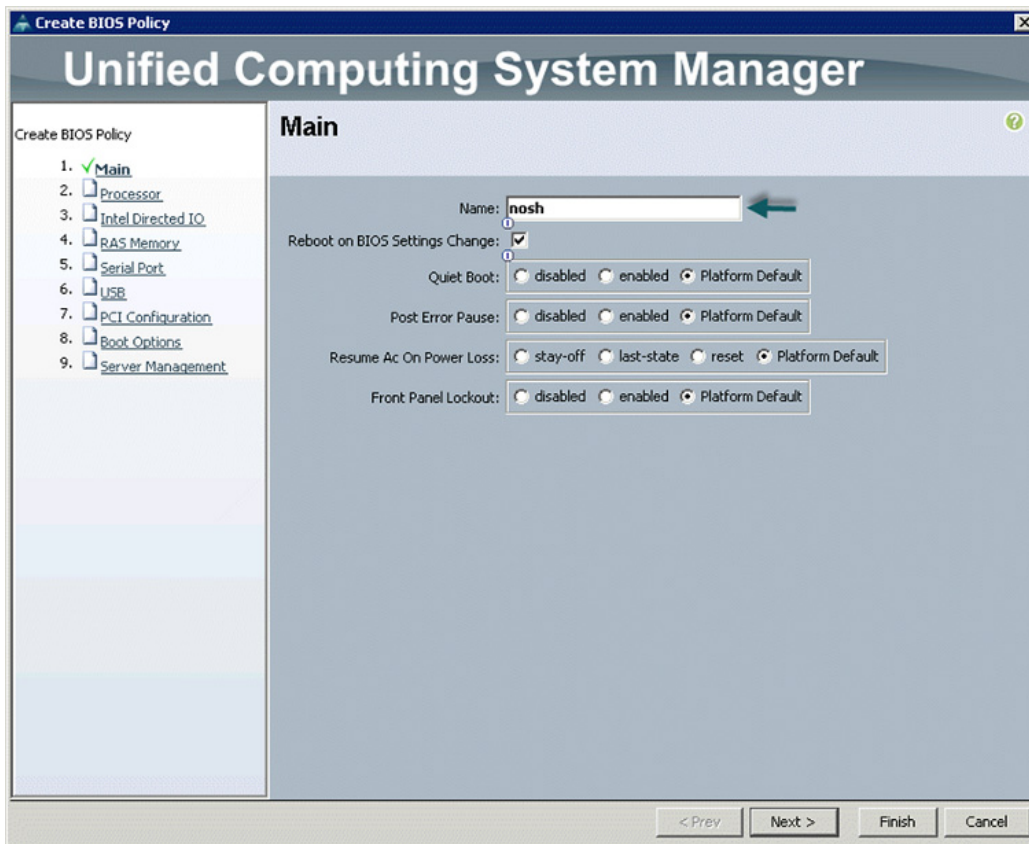 Create BIOS Policy
Unified Computing System Manager
Create BIOS Policy
1. Main
2. Processor
3. Intel Directed IO
4. RAS Memory
5. Serial Port
6. USB
7. PCI Configuration
8. Boot Options
9. Server Management
Main
Name: nosh
Reboot on BIOS Settings Change:
Quiet Boot: disabled enabled Platform Default
Post Error Pause: disabled enabled Platform Default
Resume Ac On Power Loss: stay-off last-state reset Platform Default
Front Panel Lockout: disabled enabled Platform Default
< Prev Next > Finish Cancel